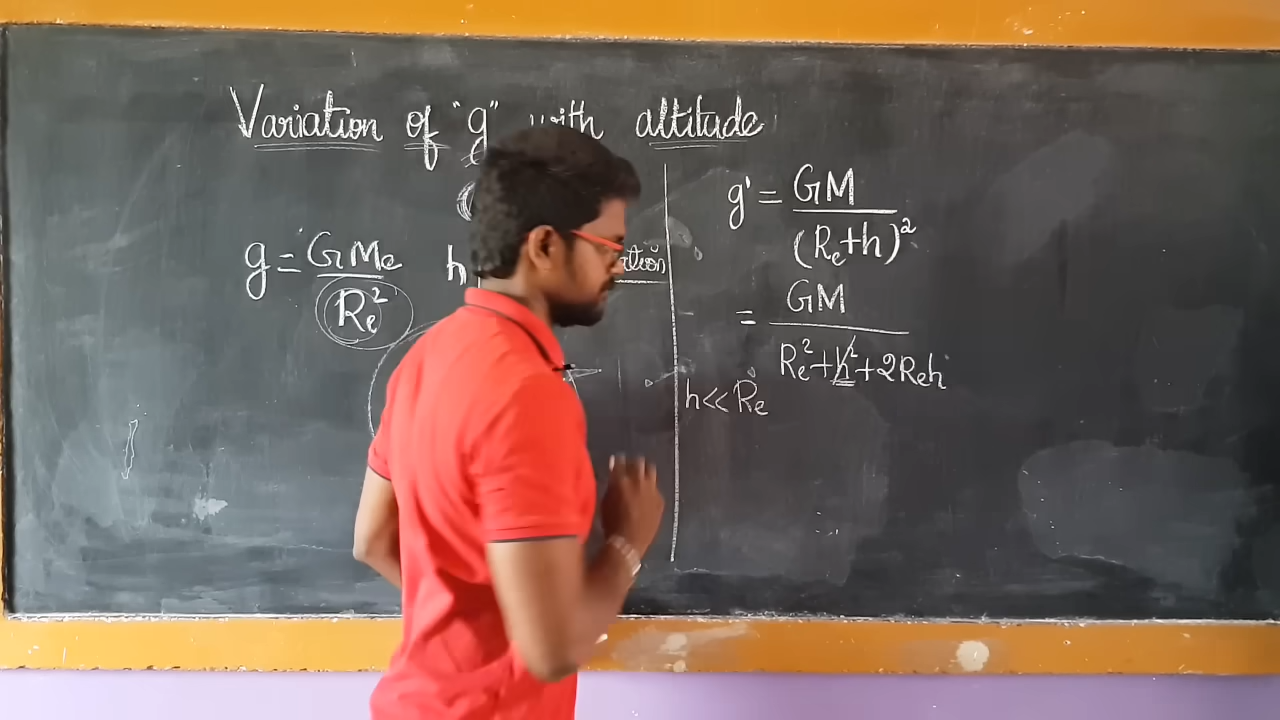 Variation of "g" with altitude
g = GMe
Re²
h
g' = GM
(Re+h)²
= GM
Re²+h²+2Reh
h<<Re